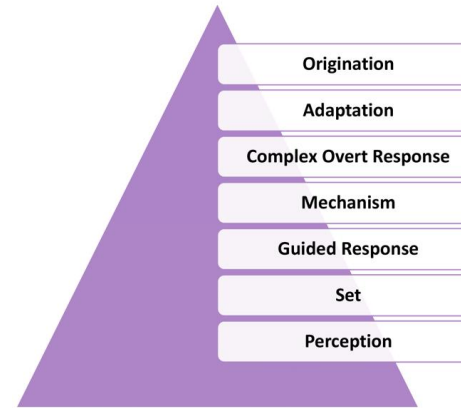 Origination
Adaptation
Complex Overt Response
Mechanism
Guided Response
Set
Perception